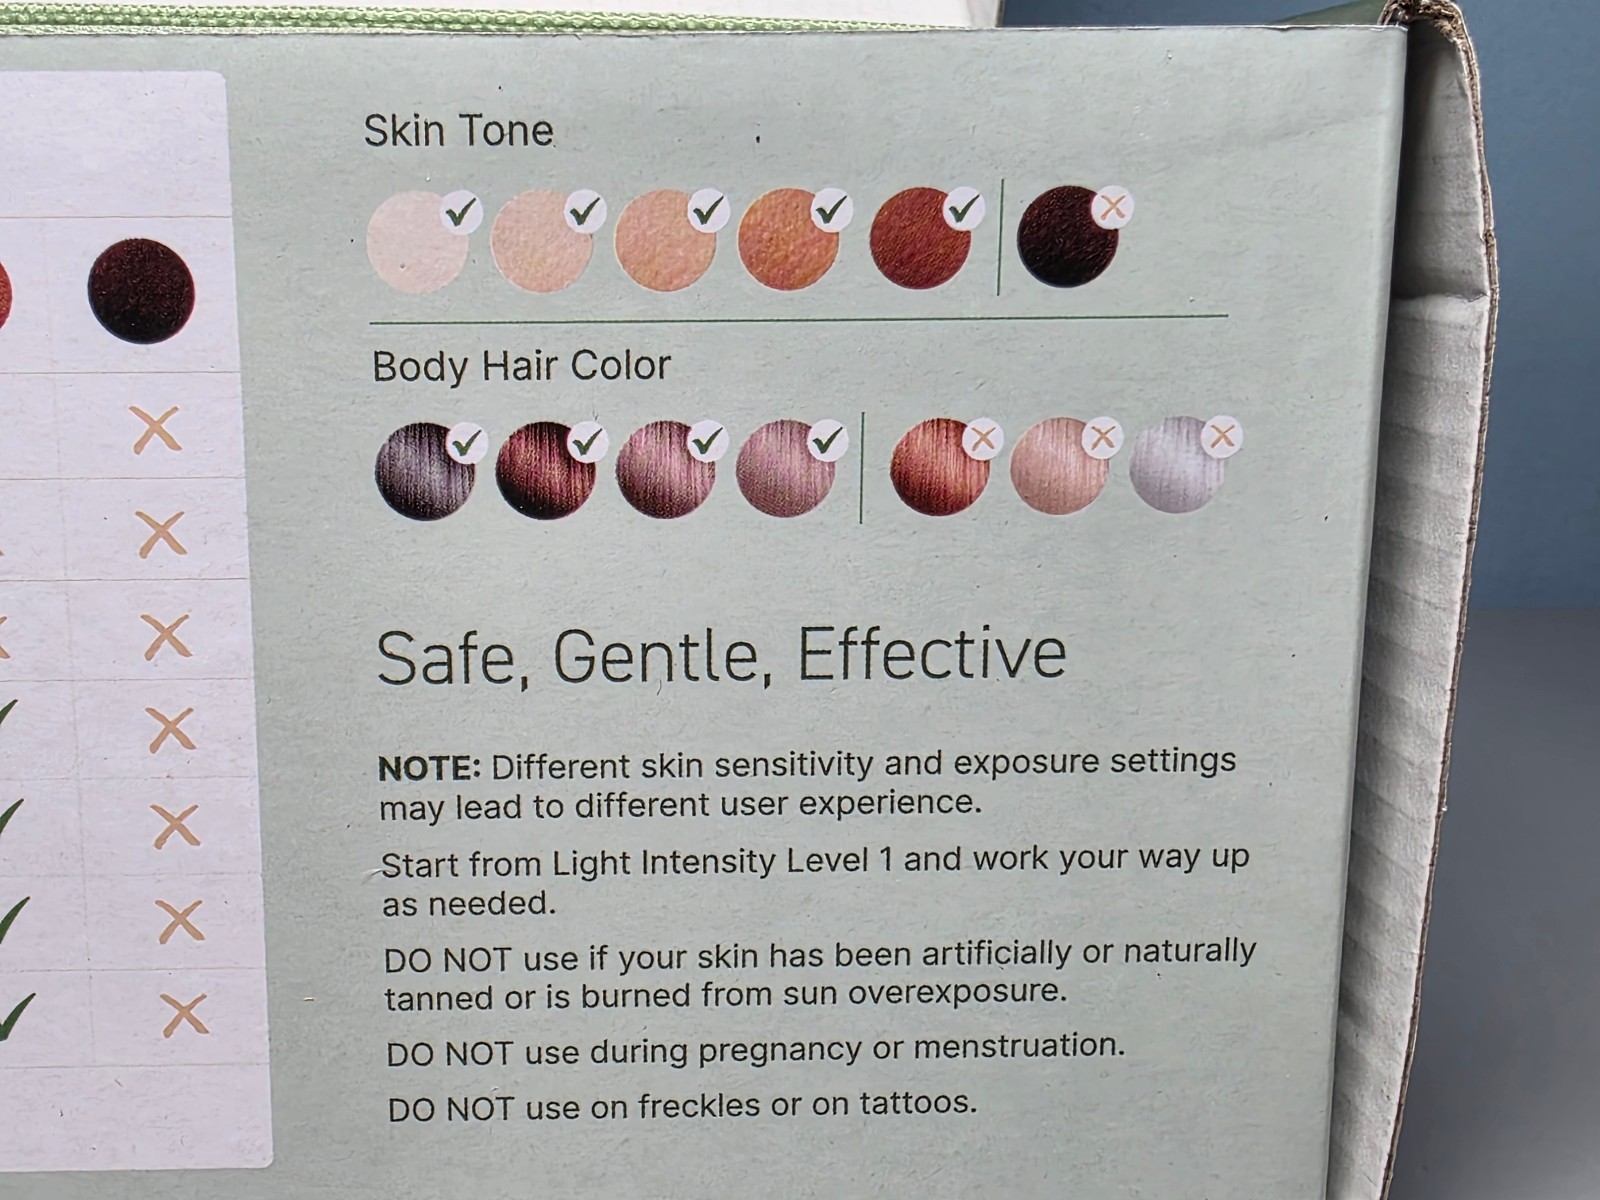 Skin Tone
Body Hair Color
Safe, Gentle, Effective
NOTE: Different skin sensitivity and exposure settings
may lead to different user experience.
Start from Light Intensity Level 1 and work your way up
as needed.
DO NOT use if your skin has been artificially or naturally
tanned or is burned from sun overexposure.
DO NOT use during pregnancy or menstruation.
DO NOT use on freckles or on tattoos.